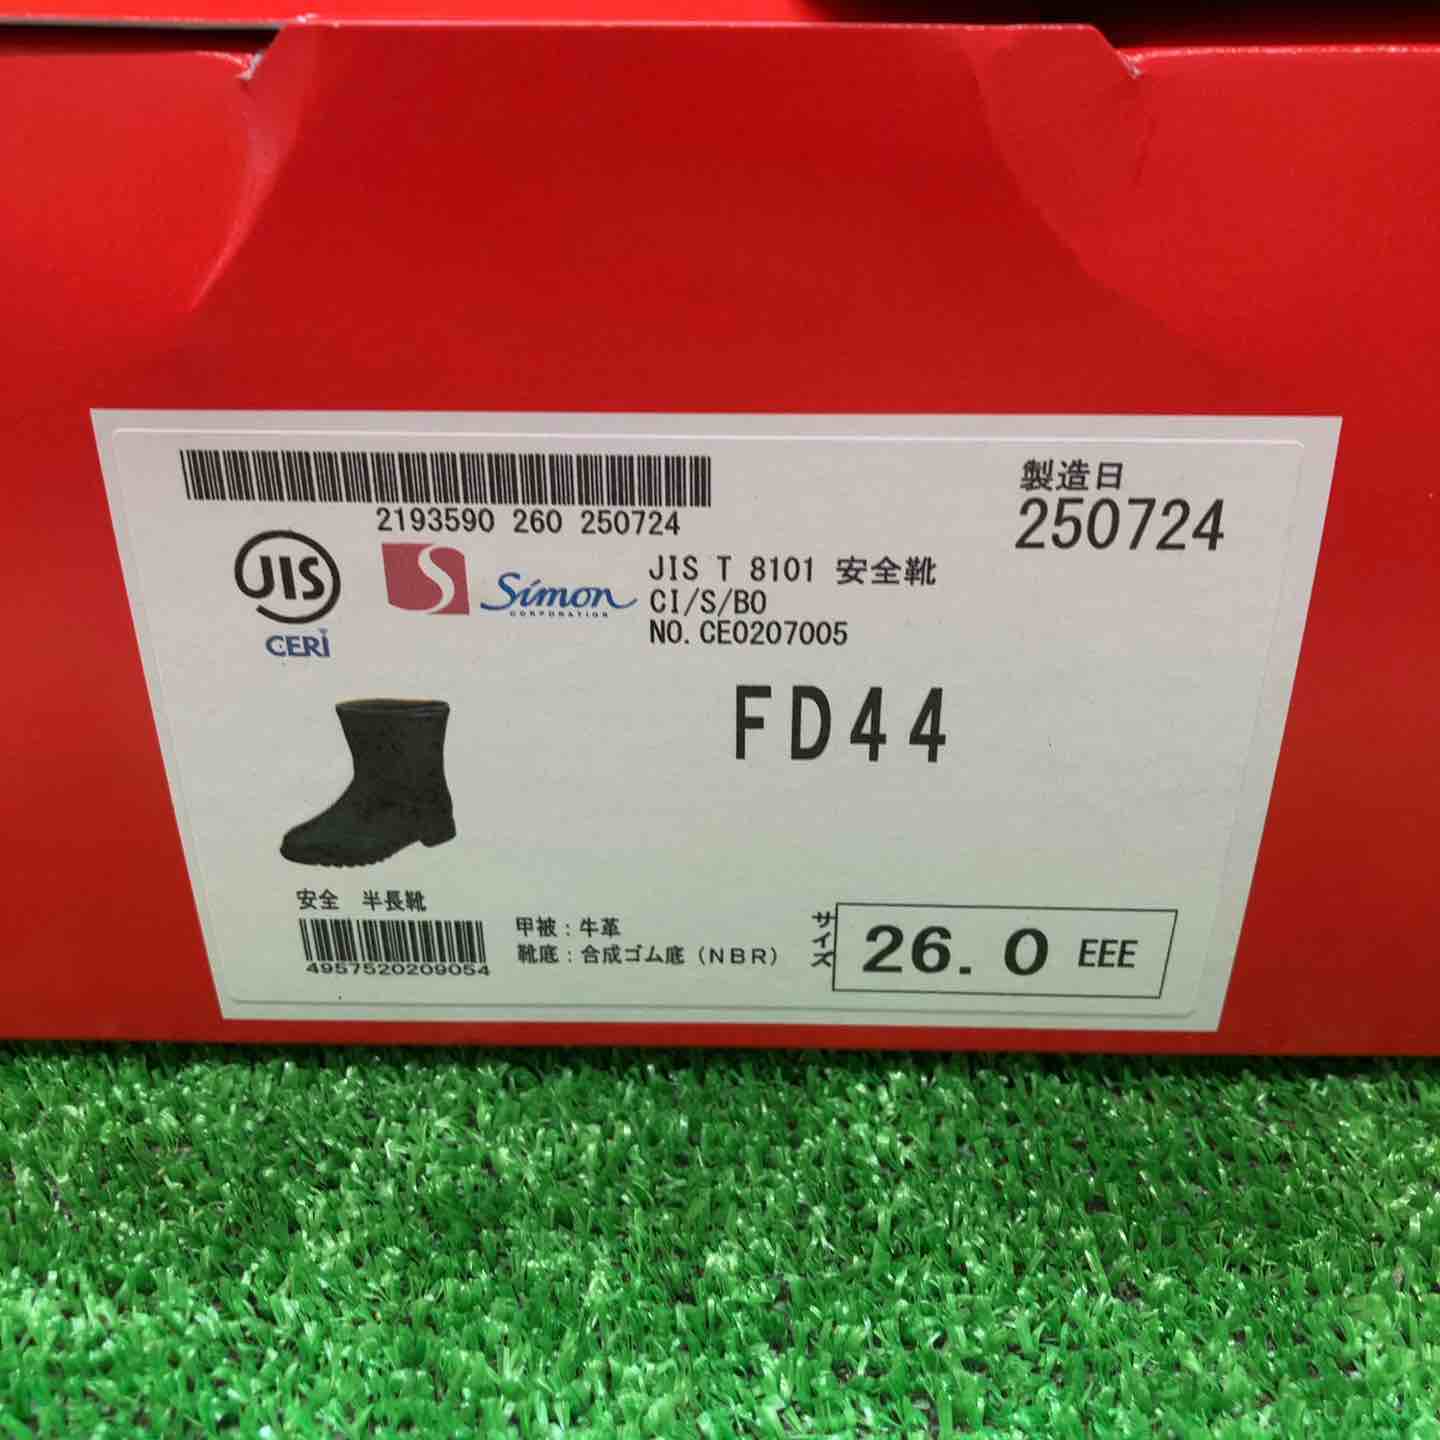 製造日
250724
2193590 260 250724
JIS
CERI
S
Simon
CORPORATION
JIS T 8101 安全靴
CI/S/BO
NO.CE0207005
FD44
安全 半長靴
4957520209054
甲被:牛革
靴底:合成ゴム底(NBR)
サイズ
26.0 EEE